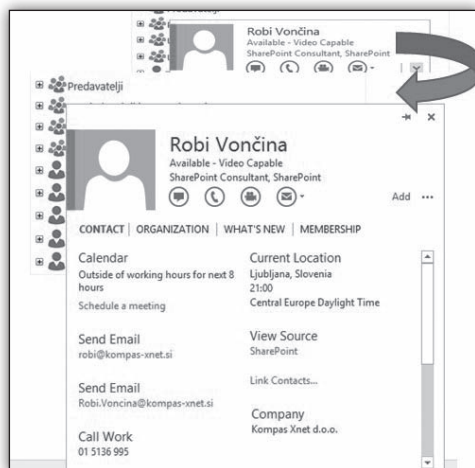 Robi Vončina
Available - Video Capable
SharePoint Consultant, SharePoint
Predavatelji
Robi Vončina
Available - Video Capable
SharePoint Consultant, SharePoint
Add
CONTACT | ORGANIZATION | WHAT'S NEW | MEMBERSHIP
Calendar
Outside of working hours for next 8
hours
Schedule a meeting
Send Email
robi@kompas-xnet.si
Send Email
Robi.Voncina@kompas-xnet.si
Call Work
01 5136 995
Current Location
Ljubljana, Slovenia
21:00
Central Europe Daylight Time
View Source
SharePoint
Link Contacts...
Company
Kompas Xnet d.o.o.